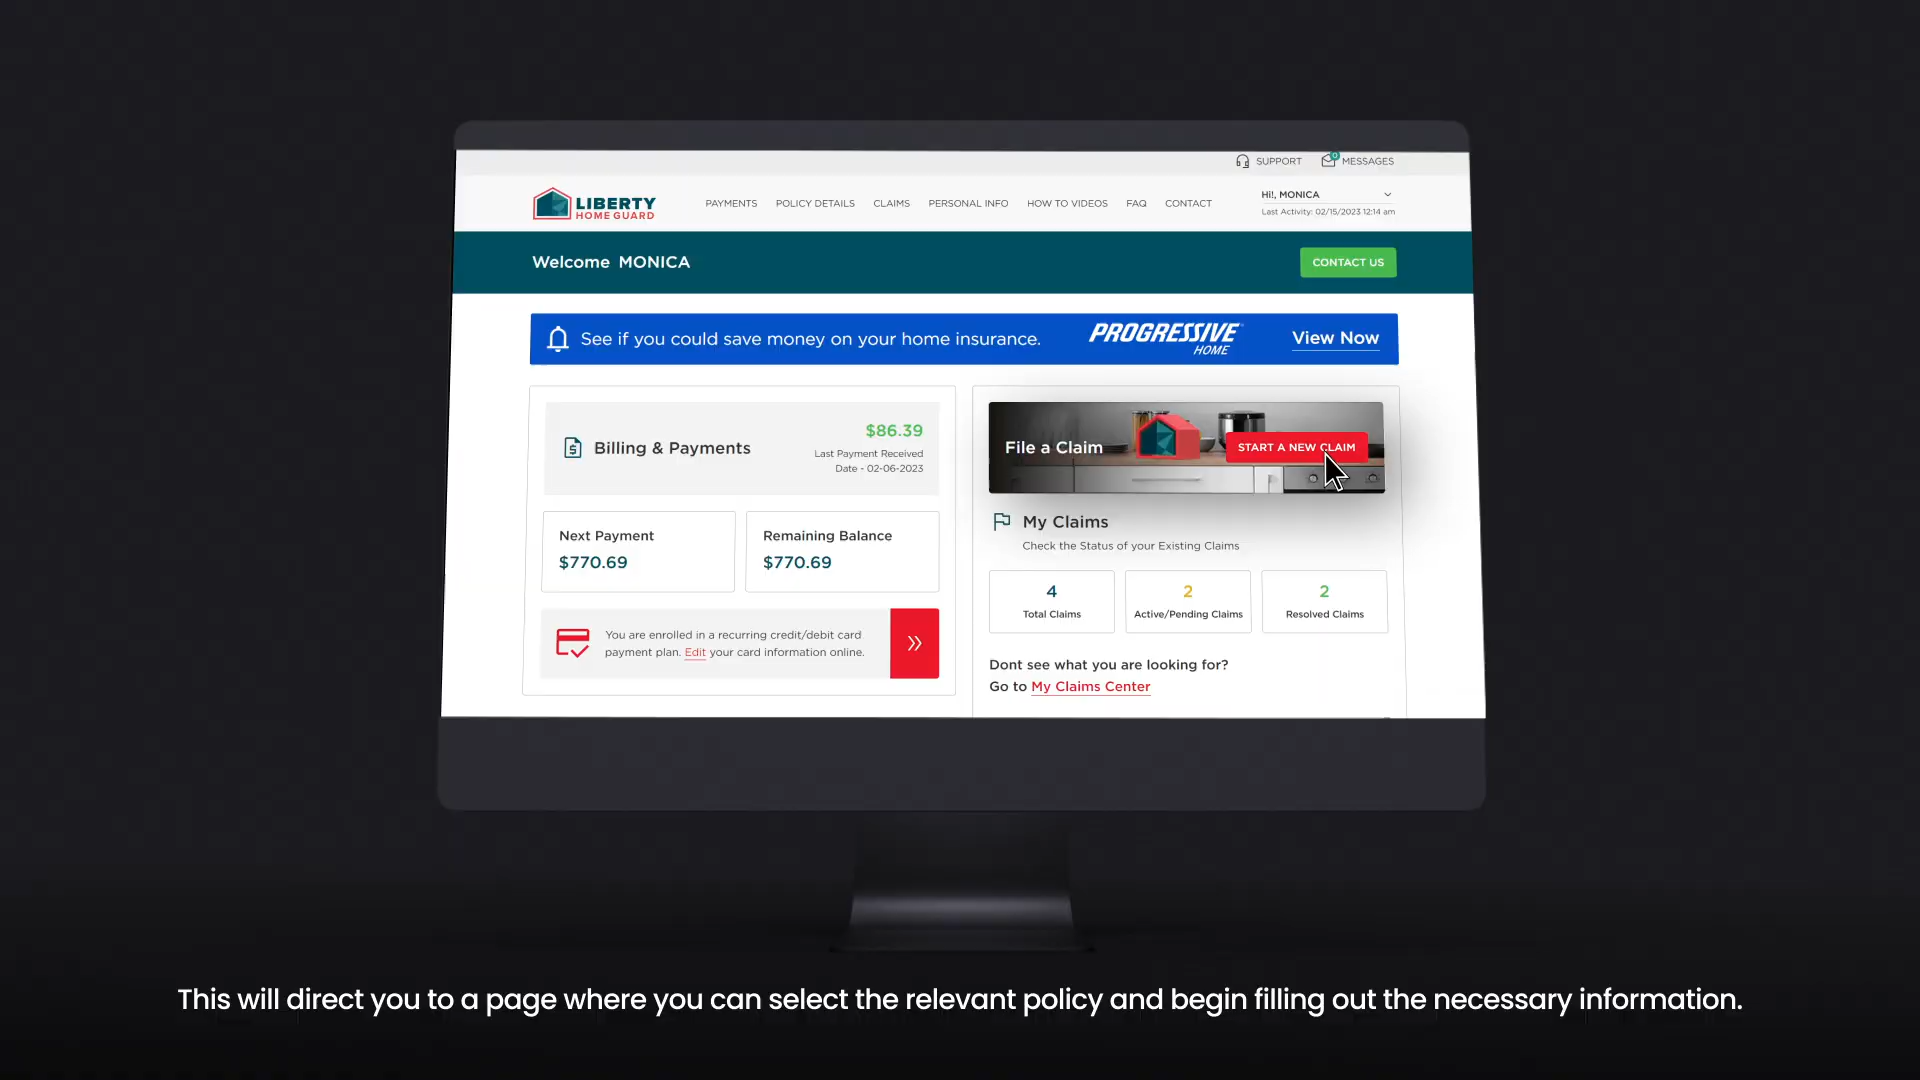 SUPPORT
0
MESSAGES
LIBERTY
HOME GUARD
PAYMENTS
POLICY DETAILS
CLAIMS
PERSONAL INFO
HOW TO VIDEOS
FAQ
CONTACT
Hi!, MONICA
Last Activity: 02/15/2023 12:14 am
Welcome MONICA
CONTACT US
See if you could save money on your home insurance.
PROGRESSIVE
HOME
View Now
Billing & Payments
$86.39
Last Payment Received
Date - 02-06-2023
Next Payment
$770.69
Remaining Balance
$770.69
You are enrolled in a recurring credit/debit card
payment plan. Edit your card information online.
File a Claim
START A NEW CLAIM
My Claims
Check the Status of your Existing Claims
4
Total Claims
2
Active/Pending Claims
2
Resolved Claims
Dont see what you are looking for?
Go to My Claims Center
This will direct you to a page where you can select the relevant policy and begin filling out the necessary information.